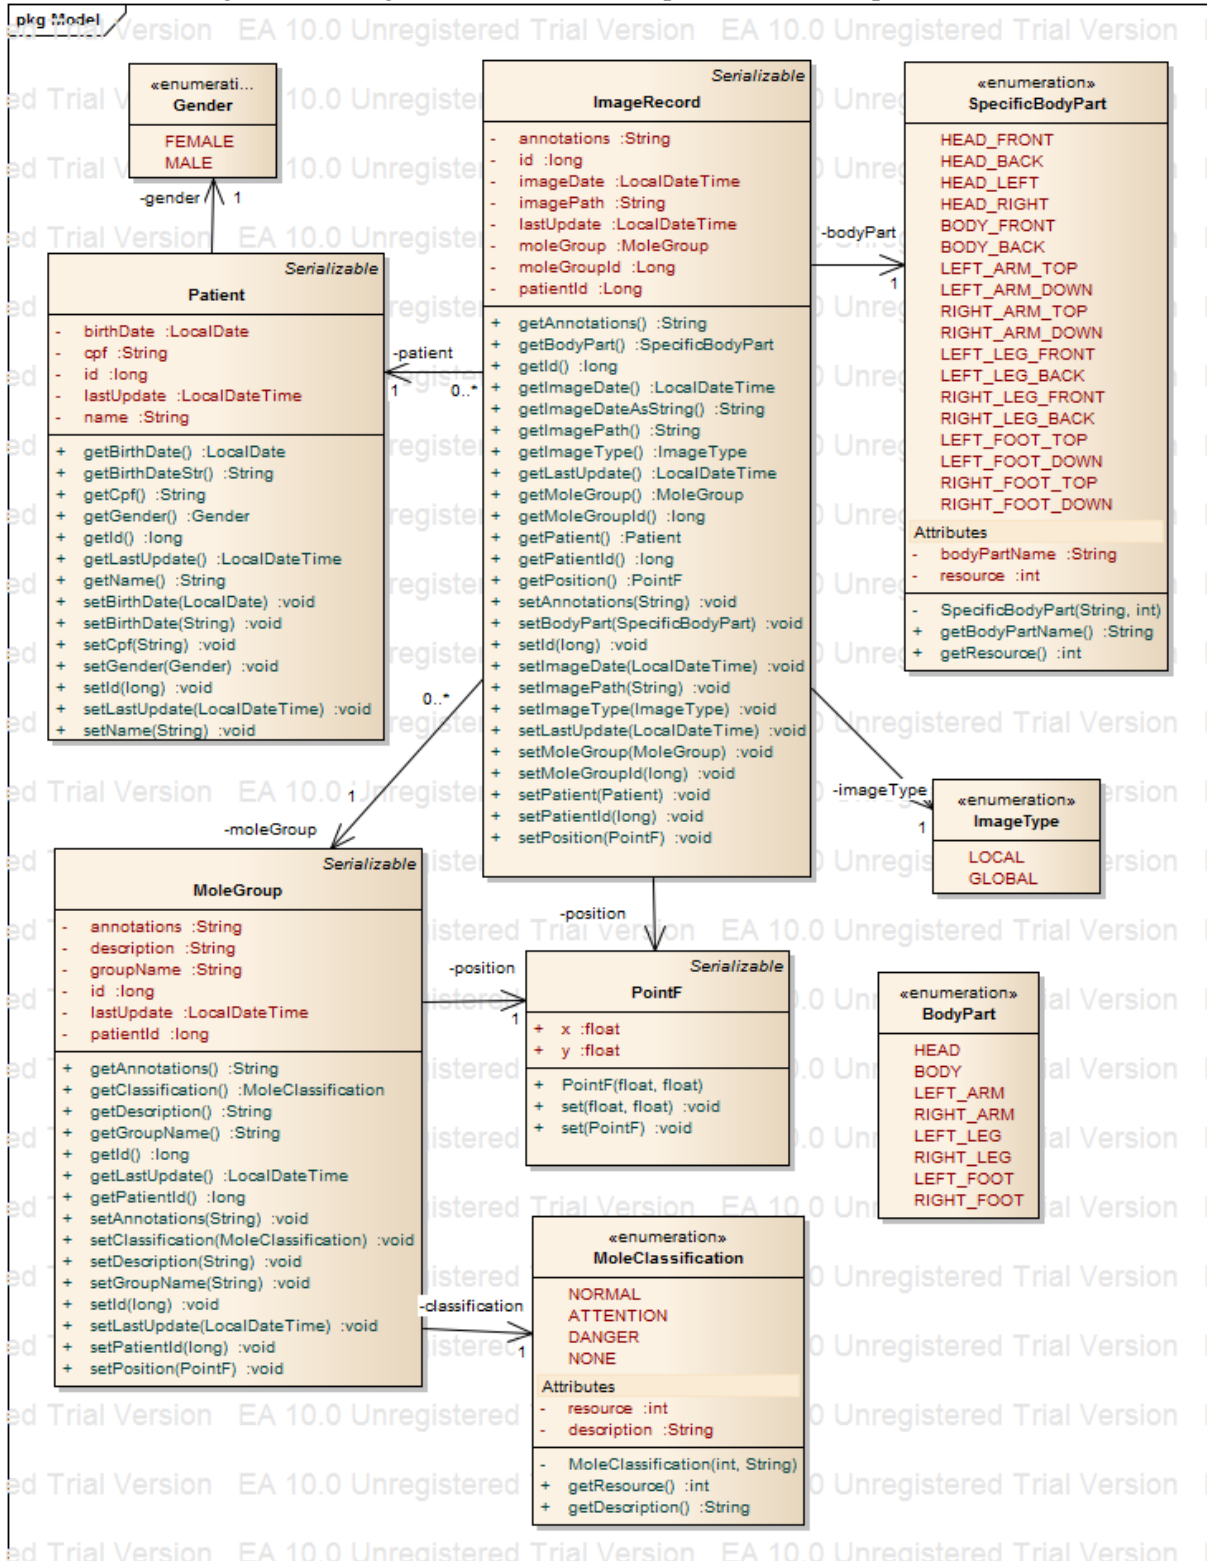 pkg Model
«enumerati...
Gender
FEMALE
MALE
-gender
1
Serializable
Patient
- birthDate :LocalDate
- cpf :String
- id :long
- lastUpdate :LocalDateTime
- name :String
+ getBirthDate() :LocalDate
+ getBirthDateStr() :String
+ getCpf() :String
+ getGender() :Gender
+ getId() :long
+ getLastUpdate() :LocalDateTime
+ getName() :String
+ setBirthDate(LocalDate) :void
+ setBirthDate(String) :void
+ setCpf(String) :void
+ setGender(Gender) :void
+ setId(long) :void
+ setLastUpdate(LocalDateTime) :void
+ setName(String) :void
-patient
1
0..*
Serializable
ImageRecord
- annotations :String
- id :long
- imageDate :LocalDateTime
- imagePath :String
- lastUpdate :LocalDateTime
- moleGroup :MoleGroup
- moleGroupId :Long
- patientId :Long
+ getAnnotations() :String
+ getBodyPart() :SpecificBodyPart
+ getId() :long
+ getImageDate() :LocalDateTime
+ getImageDateAsString() :String
+ getImagePath() :String
+ getImageType() :ImageType
+ getLastUpdate() :LocalDateTime
+ getMoleGroup() :MoleGroup
+ getMoleGroupId() :long
+ getPatient() :Patient
+ getPatientId() :long
+ getPosition() :PointF
+ setAnnotations(String) :void
+ setBodyPart(SpecificBodyPart) :void
+ setId(long) :void
+ setImageDate(LocalDateTime) :void
+ setImagePath(String) :void
+ setImageType(ImageType) :void
+ setLastUpdate(LocalDateTime) :void
+ setMoleGroup(MoleGroup) :void
+ setMoleGroupId(long) :void
+ setPatient(Patient) :void
+ setPatientId(long) :void
+ setPosition(PointF) :void
-bodyPart
1
«enumeration»
SpecificBodyPart
HEAD_FRONT
HEAD_BACK
HEAD_LEFT
HEAD_RIGHT
BODY_FRONT
BODY_BACK
LEFT_ARM_TOP
LEFT_ARM_DOWN
RIGHT_ARM_TOP
RIGHT_ARM_DOWN
LEFT_LEG_FRONT
LEFT_LEG_BACK
RIGHT_LEG_FRONT
RIGHT_LEG_BACK
LEFT_FOOT_TOP
LEFT_FOOT_DOWN
RIGHT_FOOT_TOP
RIGHT_FOOT_DOWN
Attributes
- bodyPartName :String
- resource :int
- SpecificBodyPart(String, int)
+ getBodyPartName() :String
+ getResource() :int
0..*
1
-moleGroup
-imageType
1
«enumeration»
ImageType
LOCAL
GLOBAL
Serializable
MoleGroup
- annotations :String
- description :String
- groupName :String
- id :long
- lastUpdate :LocalDateTime
- patientId :long
+ getAnnotations() :String
+ getClassification() :MoleClassification
+ getDescription() :String
+ getGroupName() :String
+ getId() :long
+ getLastUpdate() :LocalDateTime
+ getPatientId() :long
+ setAnnotations(String) :void
+ setClassification(MoleClassification) :void
+ setDescription(String) :void
+ setGroupName(String) :void
+ setId(long) :void
+ setLastUpdate(LocalDateTime) :void
+ setPatientId(long) :void
+ setPosition(PointF) :void
-position
-position
1
Serializable
PointF
+ x :float
+ y :float
+ PointF(float, float)
+ set(float, float) :void
+ set(PointF) :void
«enumeration»
BodyPart
HEAD
BODY
LEFT_ARM
RIGHT_ARM
LEFT_LEG
RIGHT_LEG
LEFT_FOOT
RIGHT_FOOT
-classification
1
«enumeration»
MoleClassification
NORMAL
ATTENTION
DANGER
NONE
Attributes
- resource :int
- description :String
- MoleClassification(int, String)
+ getResource() :int
+ getDescription() :String
EA 10.0 Unregistered Trial Version